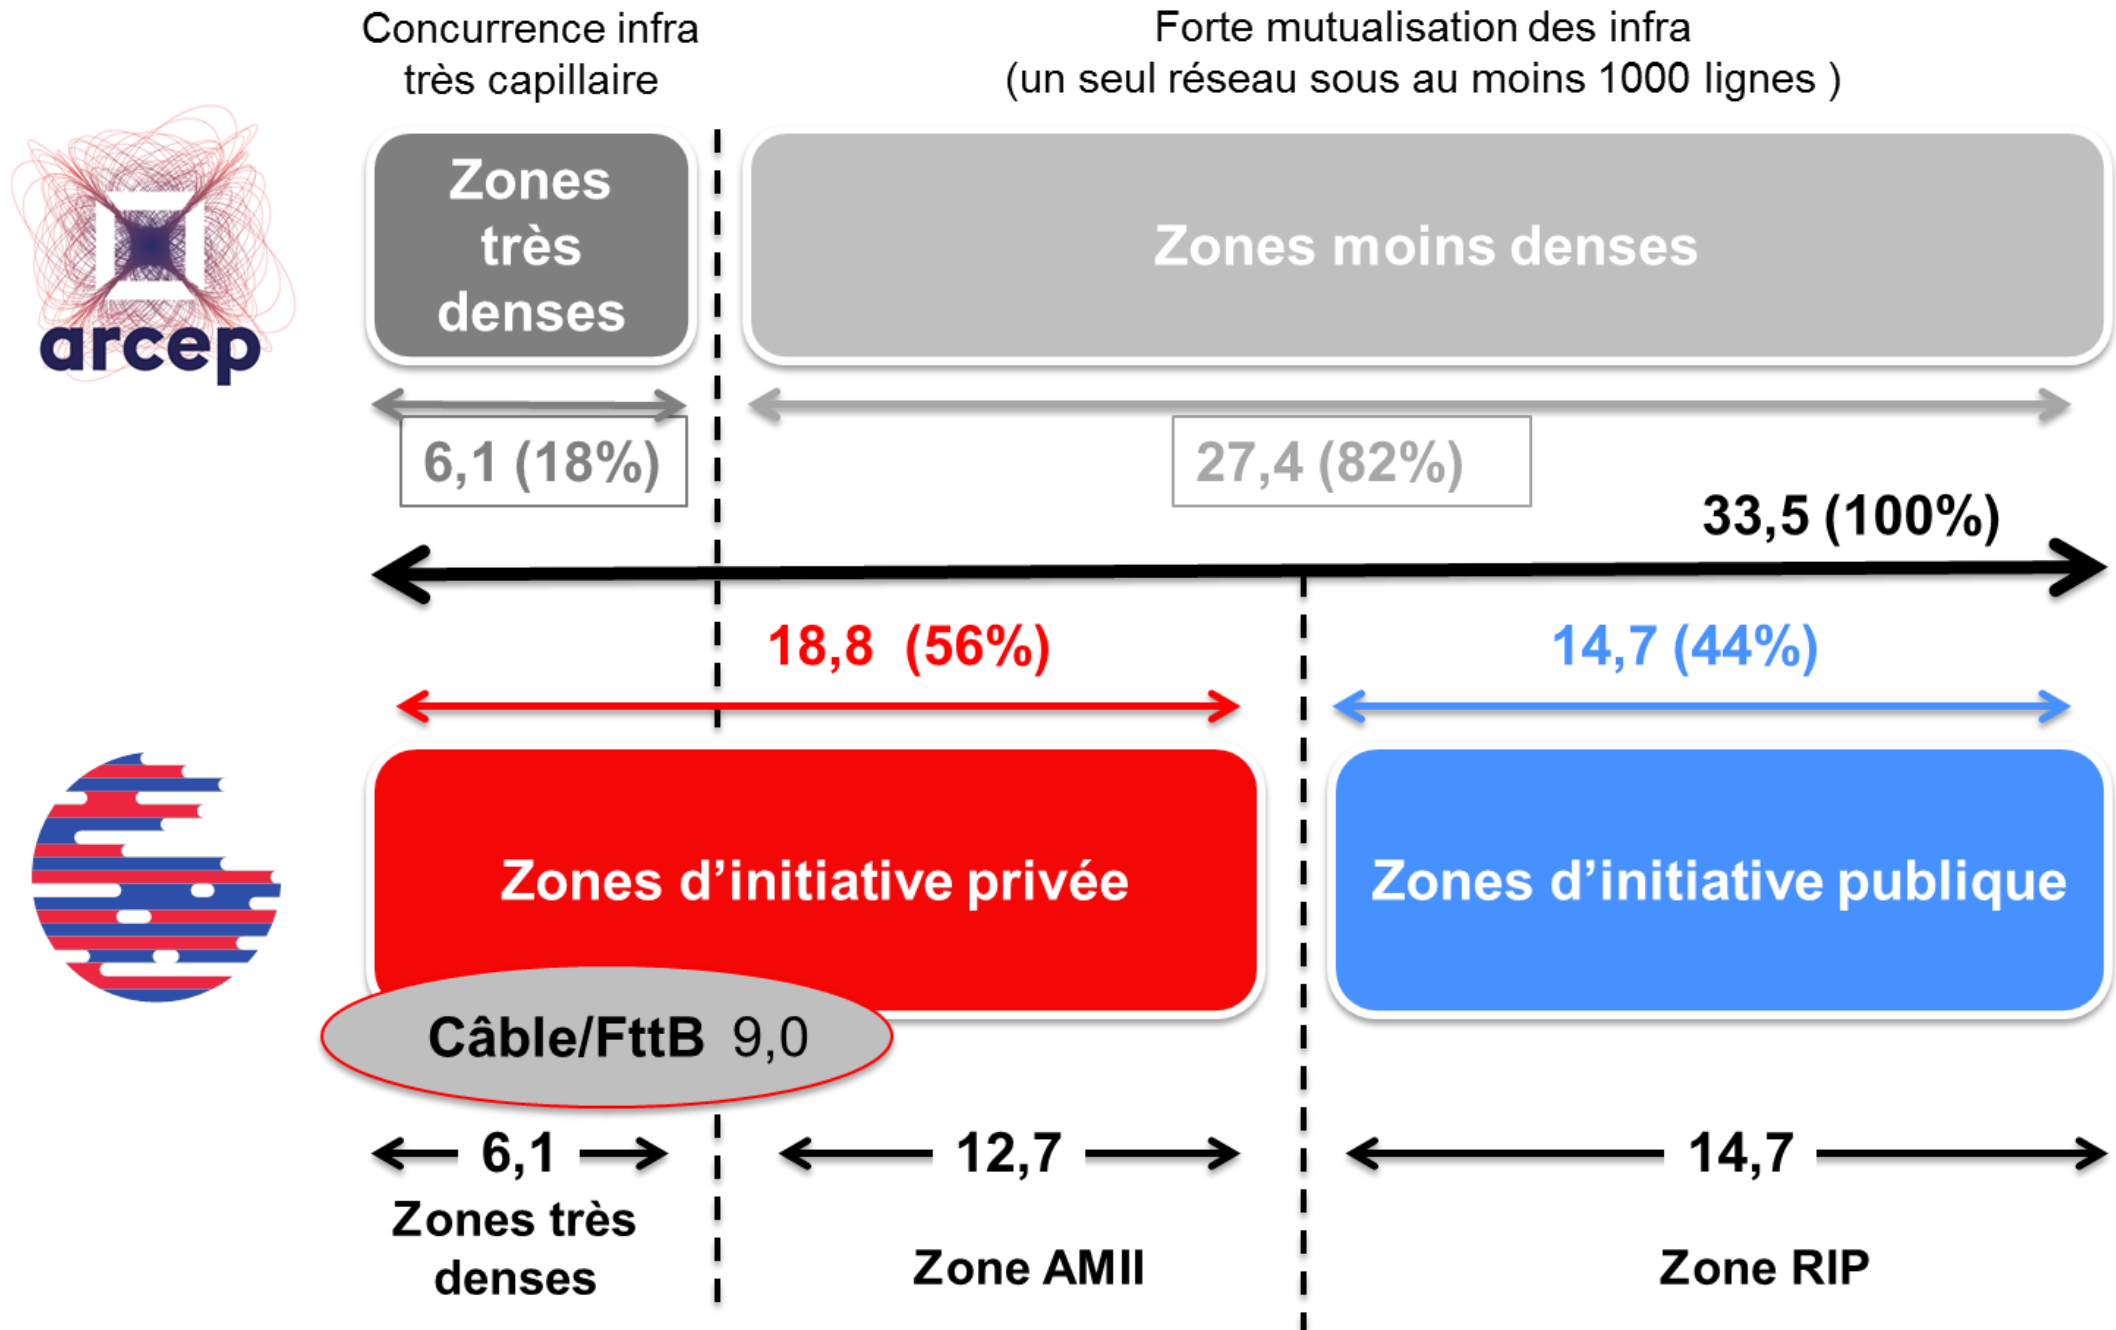 Concurrence infra
très capillaire
Forte mutualisation des infra
(un seul réseau sous au moins 1000 lignes )
arcep
Zones
très
denses
Zones moins denses
6,1 (18%)
27,4 (82%)
33,5 (100%)
18,8 (56%)
14,7 (44%)
Zones d’initiative privée
Zones d’initiative publique
Câble/FttB 9,0
6,1
12,7
14,7
Zones très
denses
Zone AMII
Zone RIP